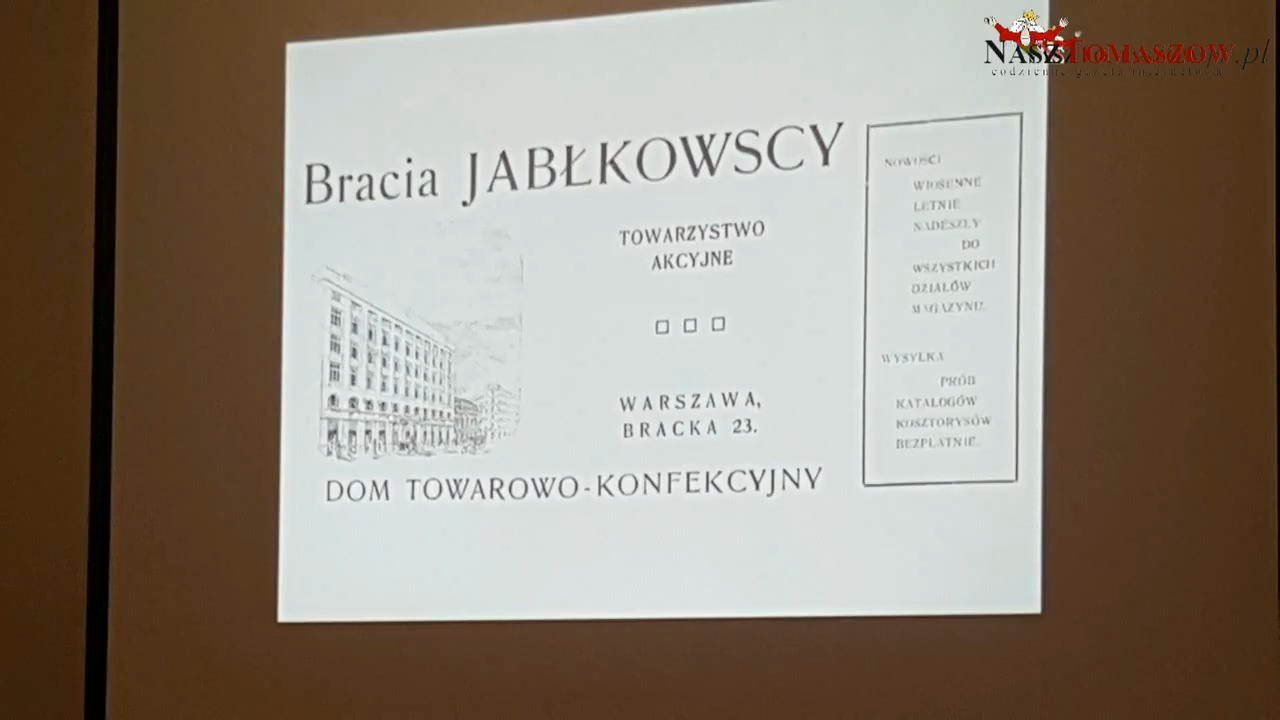 NASZTOMASZOW.pl
Bracia JABŁKOWSCY
TOWARZYSTWO
AKCYJNE
WARSZAWA,
BRACKA 23.
DOM TOWAROWO-KONFEKCYJNY
NOWOŚCI
WIOSENNE
LETNIE
NADESZŁY
DO
WSZYSTKICH
DZIAŁÓW
MAGAZYNU.
WYSYŁKA
PRÓB
KATALOGÓW
KOSZTORYSÓW
BEZPŁATNIE.